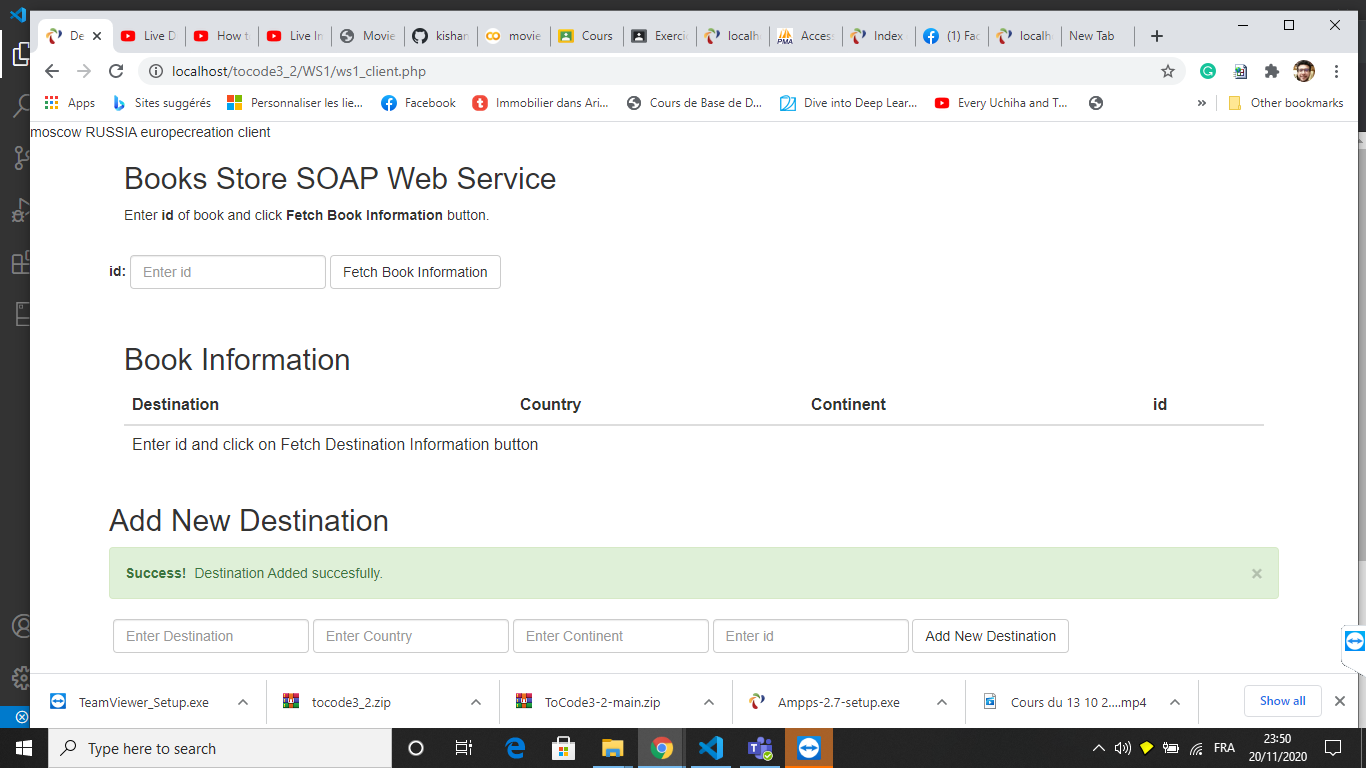 De
Live D
How t
Live In
Movie
kishan
movie
Cours
Exerci
localh
Acces
Index
(1) Fac
localh
New Tab
localhost/tocode3_2/WS1/ws1_client.php
Apps
Sites suggérés
Personnaliser les lie...
Facebook
Immobilier dans Ari...
Cours de Base de D...
Dive into Deep Lear...
Every Uchiha and T...
Other bookmarks
moscow RUSSIA europecreation client
Books Store SOAP Web Service
Enter id of book and click Fetch Book Information button.
id: Enter id Fetch Book Information
Book Information
Destination Country Continent id
Enter id and click on Fetch Destination Information button
Add New Destination
Success! Destination Added succesfully.
Enter Destination Enter Country Enter Continent Enter id Add New Destination
TeamViewer_Setup.exe
tocode3_2.zip
ToCode3-2-main.zip
Ampps-2.7-setup.exe
Cours du 13 10 2....mp4
Show all
Type here to search
FRA
23:50
20/11/2020